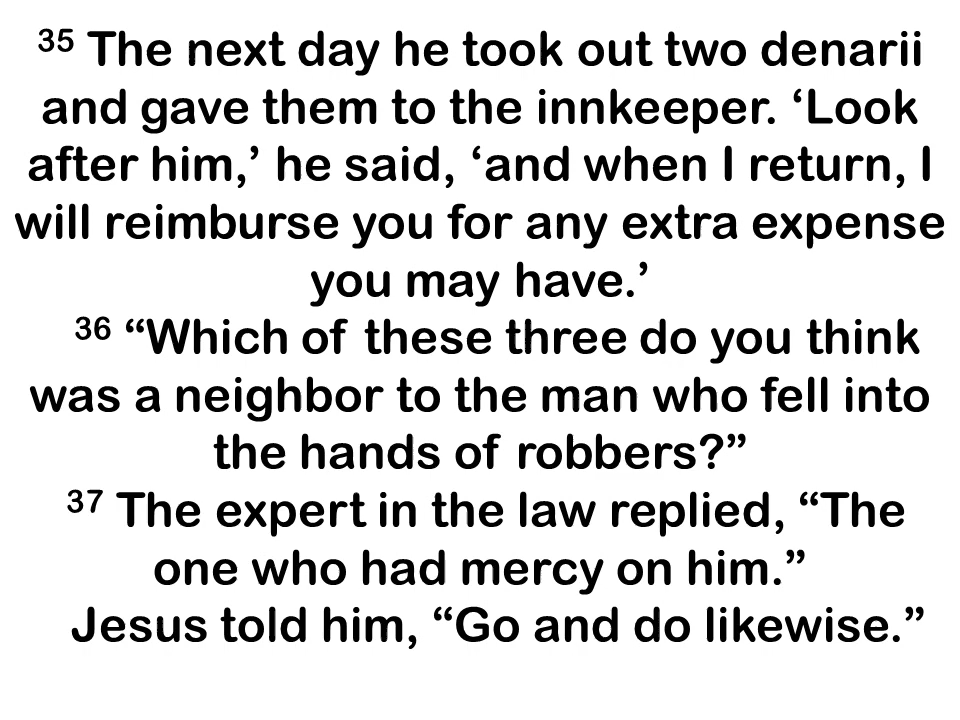 35 The next day he took out two denarii
and gave them to the innkeeper. ‘Look
after him,’ he said, ‘and when I return, I
will reimburse you for any extra expense
you may have.’
36 “Which of these three do you think
was a neighbor to the man who fell into
the hands of robbers?”
37 The expert in the law replied, “The
one who had mercy on him.”
Jesus told him, “Go and do likewise.”